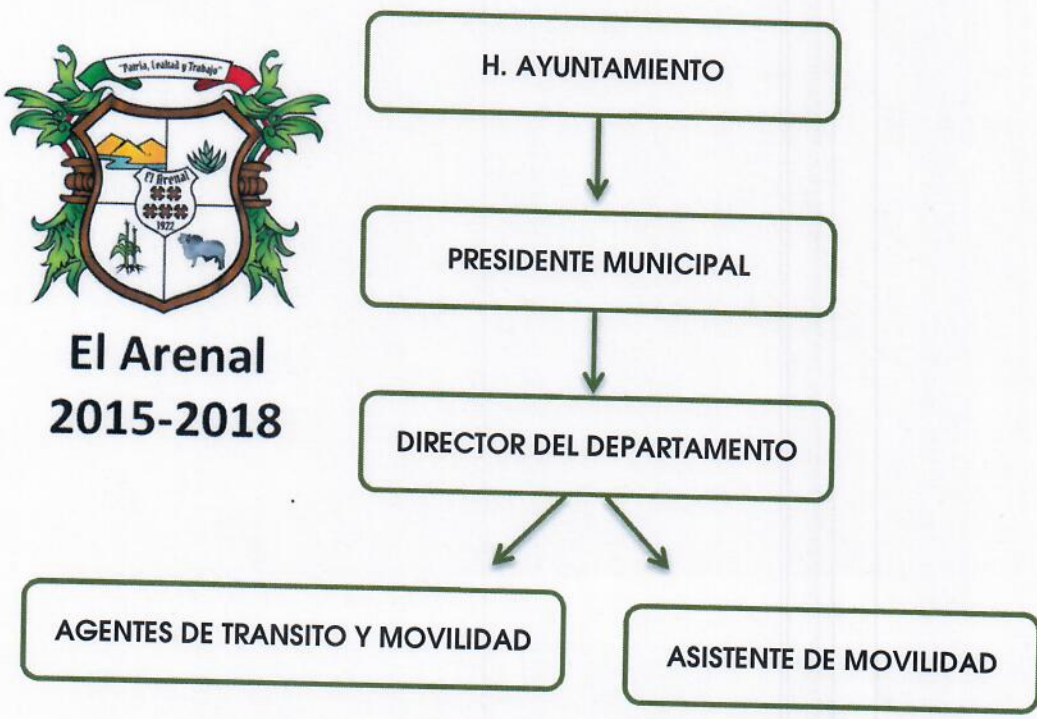 "Patria, Lealtad y Trabajo"
El Arenal
1922
El Arenal
2015-2018
H. AYUNTAMIENTO
PRESIDENTE MUNICIPAL
DIRECTOR DEL DEPARTAMENTO
AGENTES DE TRANSITO Y MOVILIDAD
ASISTENTE DE MOVILIDAD